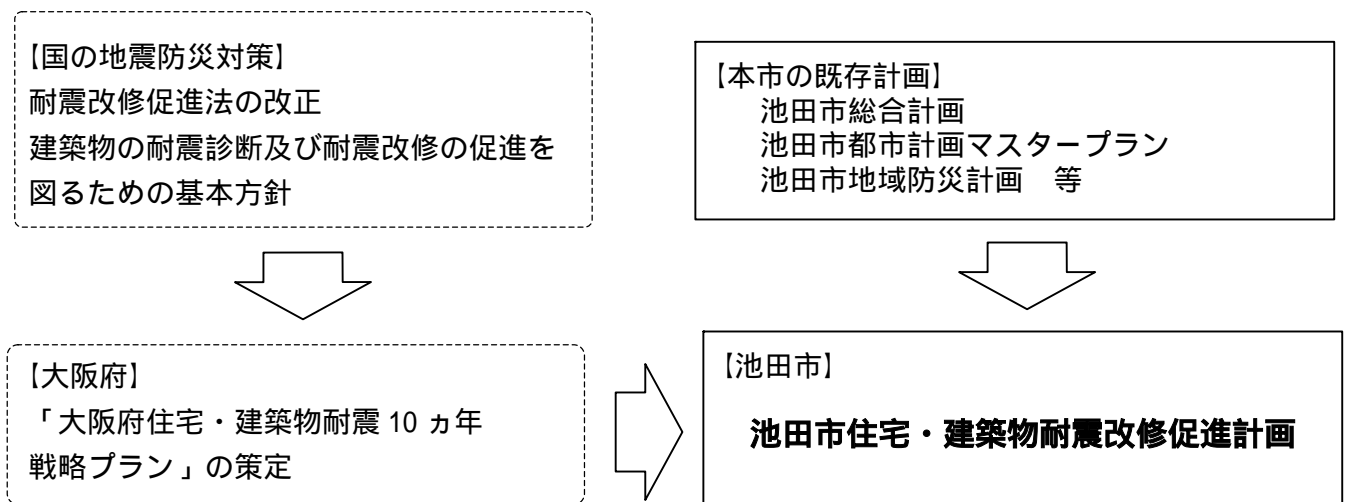 【国の地震防災対策】
耐震改修促進法の改正
建築物の耐震診断及び耐震改修の促進を
図るための基本方針
【本市の既存計画】
池田市総合計画
池田市都市計画マスタープラン
池田市地域防災計画　等
【大阪府】
「大阪府住宅・建築物耐震 10 ヵ年
戦略プラン」の策定
【池田市】
池田市住宅・建築物耐震改修促進計画